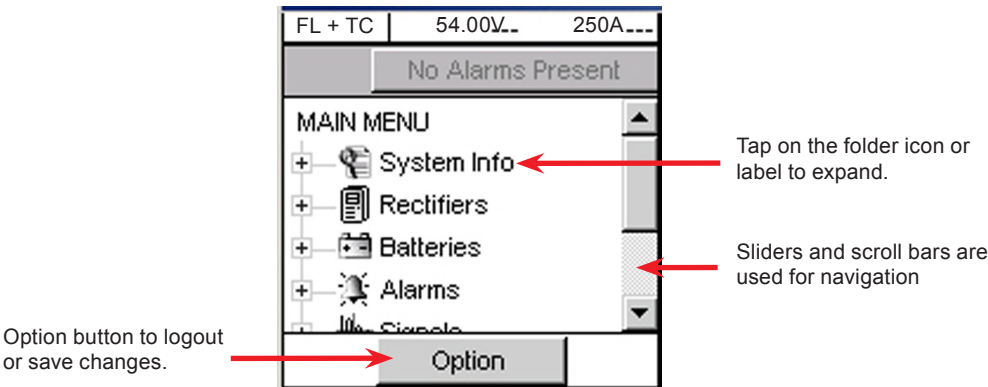 FL + TC 54.00V 250A
No Alarms Present
MAIN MENU
System Info
Rectifiers
Batteries
Alarms
Signals
Option
Tap on the folder icon or
label to expand.
Sliders and scroll bars are
used for navigation
Option button to logout
or save changes.